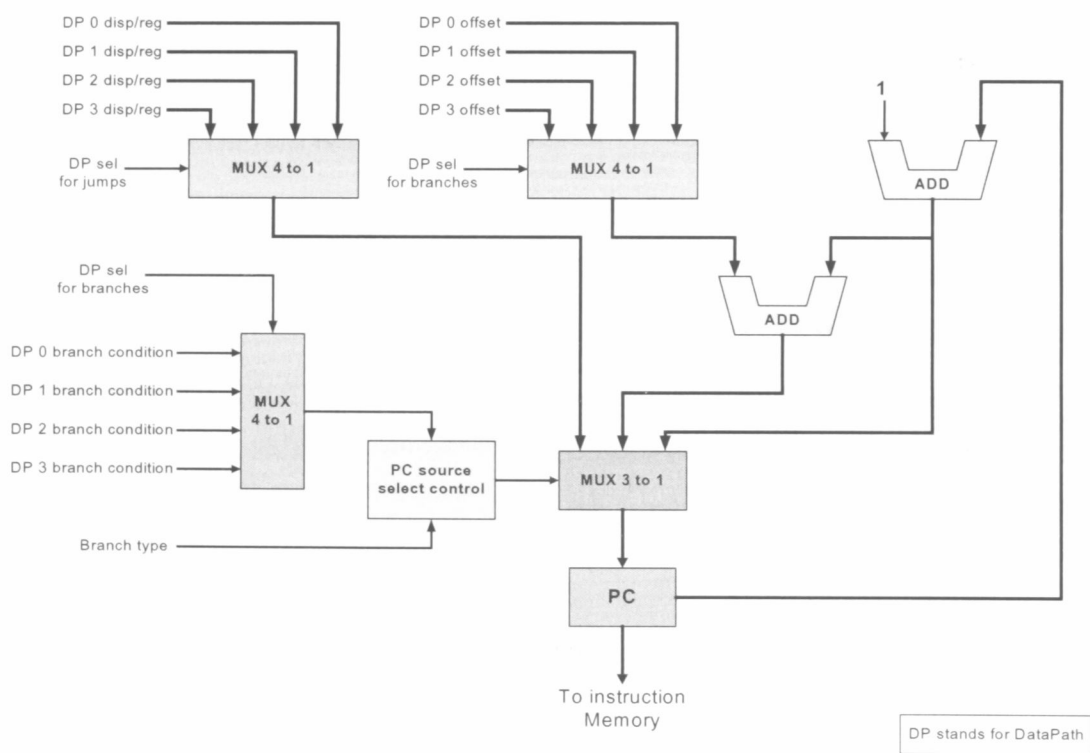 DP 0 disp/reg
DP 1 disp/reg
DP 2 disp/reg
DP 3 disp/reg
DP sel
for jumps
MUX 4 to 1
DP 0 offset
DP 1 offset
DP 2 offset
DP 3 offset
DP sel
for branches
MUX 4 to 1
1
ADD
ADD
DP sel
for branches
DP 0 branch condition
DP 1 branch condition
DP 2 branch condition
DP 3 branch condition
MUX
4 to 1
Branch type
PC source
select control
MUX 3 to 1
PC
To instruction
Memory
DP stands for DataPath